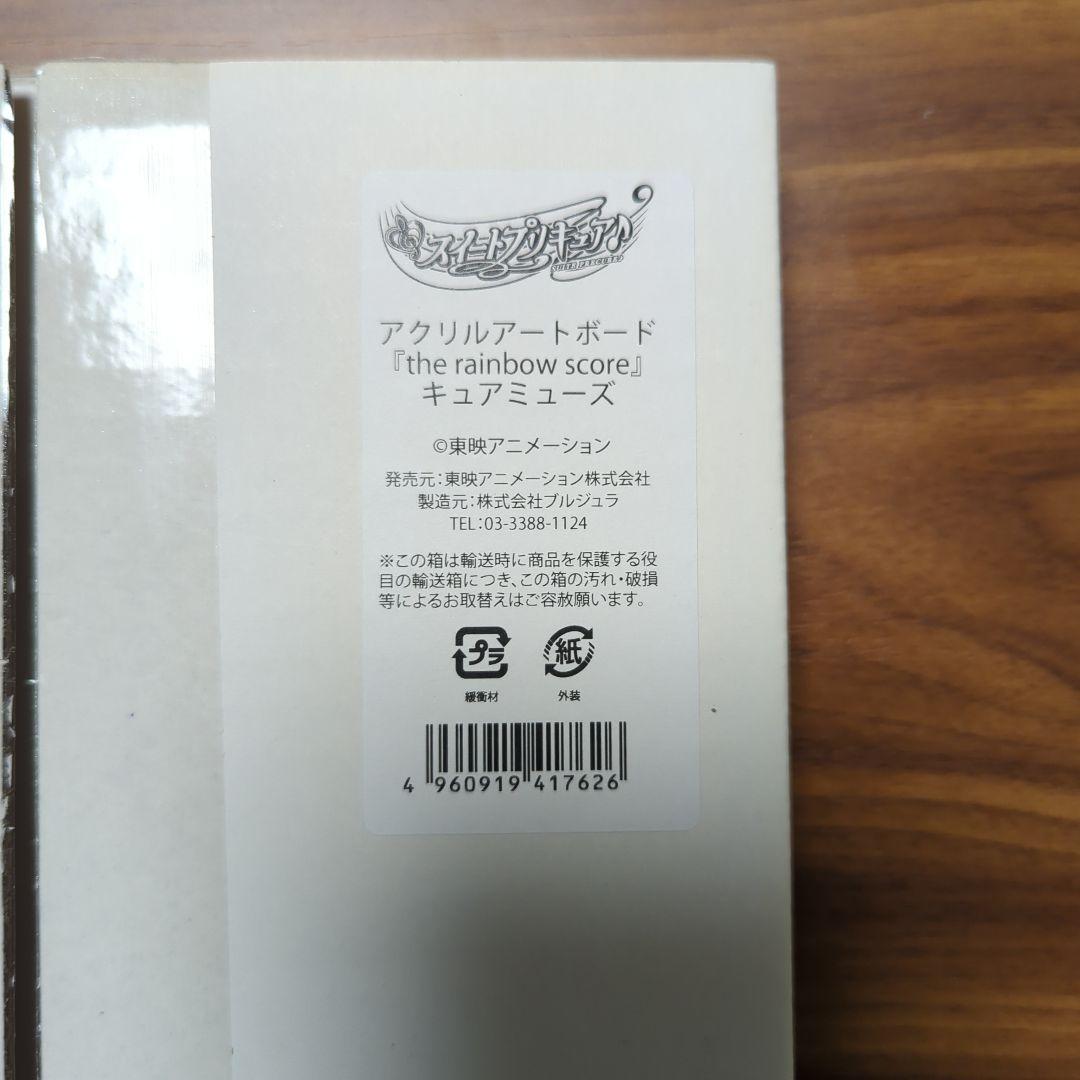 スイートプリキュア♪
アクリルアートボード
『the rainbow score』
キュアミューズ
©東映アニメーション
発売元：東映アニメーション株式会社
製造元：株式会社ブルジュラ
TEL：03-3388-1124
※この箱は輸送時に商品を保護する役
目の輸送箱につき、この箱の汚れ・破損
等によるお取替えはご容赦願います。
プラ 紙
緩衝材 外装
4 960919 417626